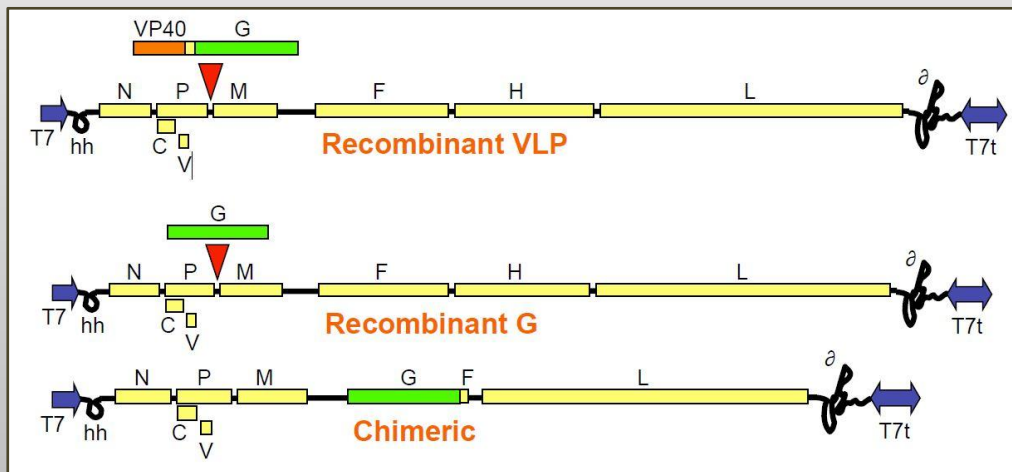 VP40 G
N P M F H L ∂
T7 hh C V T7t
Recombinant VLP
G
N P M F H L ∂
T7 hh C V T7t
Recombinant G
N P M G F L ∂
T7 hh C V T7t
Chimeric